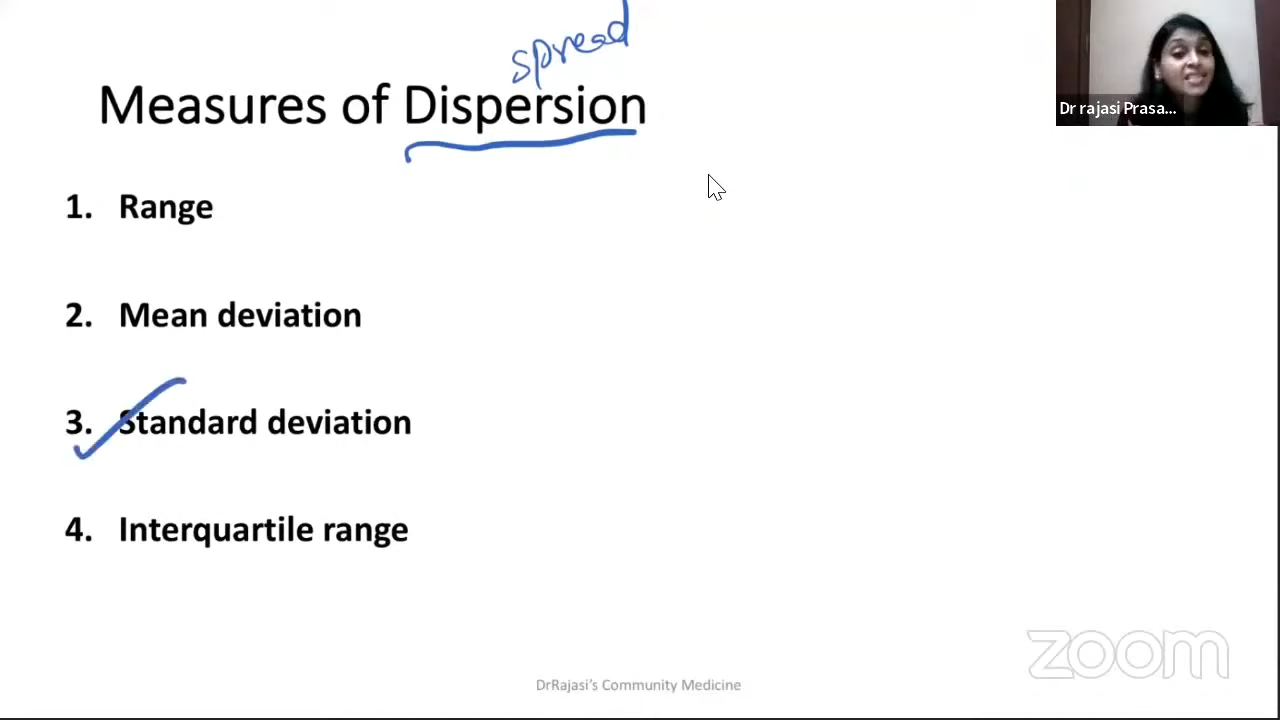 spread
Measures of Dispersion
Dr rajasi Prasa...
1. Range
2. Mean deviation
3. Standard deviation
4. Interquartile range
zoom
DrRajasi's Community Medicine